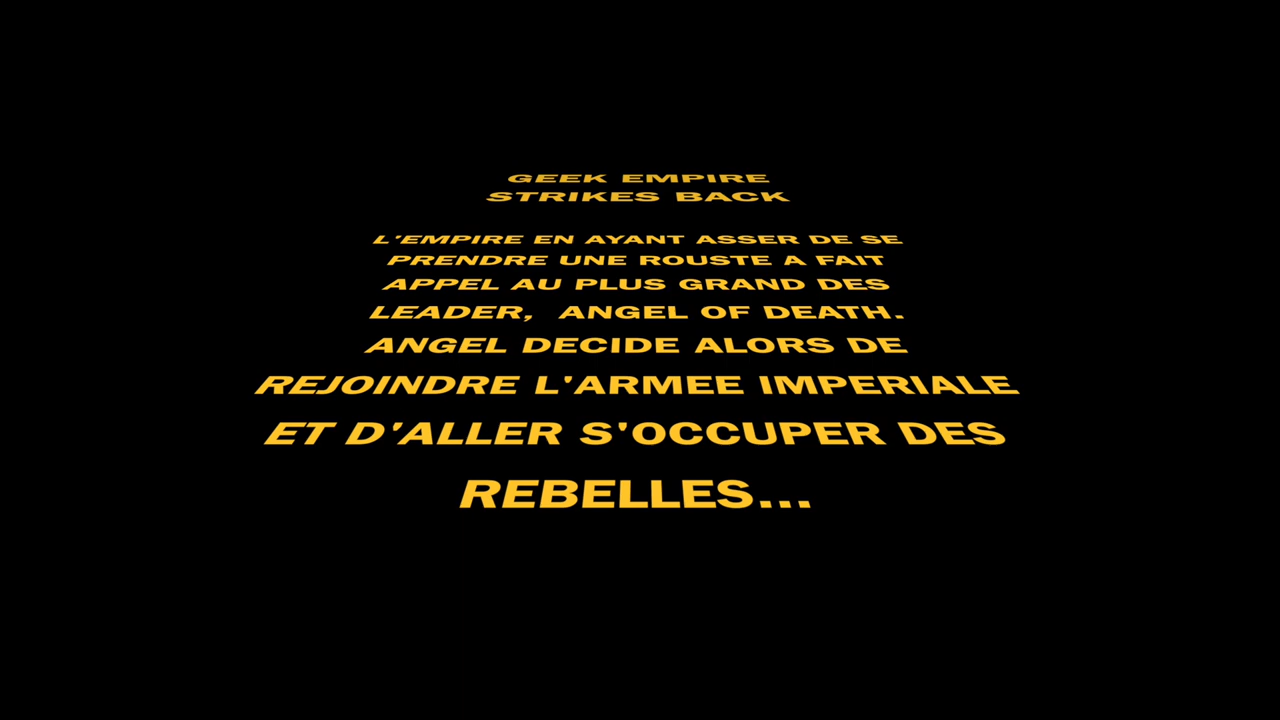 GEEK EMPIRE
STRIKES BACK
L'EMPIRE EN AYANT ASSER DE SE
PRENDRE UNE ROUSTE A FAIT
APPEL AU PLUS GRAND DES
LEADER, ANGEL OF DEATH.
ANGEL DECIDE ALORS DE
REJOINDRE L'ARMEE IMPERIALE
ET D'ALLER S'OCCUPER DES
REBELLES...